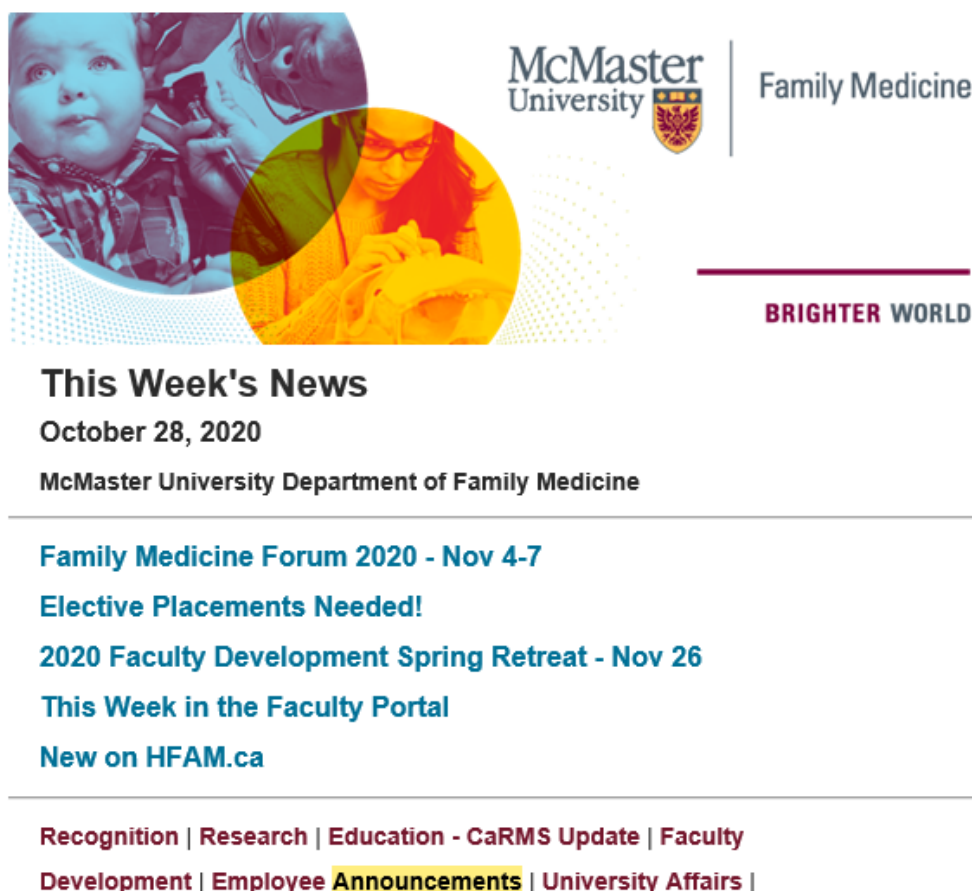 McMaster
University
Family Medicine
BRIGHTER WORLD
This Week's News
October 28, 2020
McMaster University Department of Family Medicine
Family Medicine Forum 2020 - Nov 4-7
Elective Placements Needed!
2020 Faculty Development Spring Retreat - Nov 26
This Week in the Faculty Portal
New on HFAM.ca
Recognition | Research | Education - CaRMS Update | Faculty
Development | Employee Announcements | University Affairs |